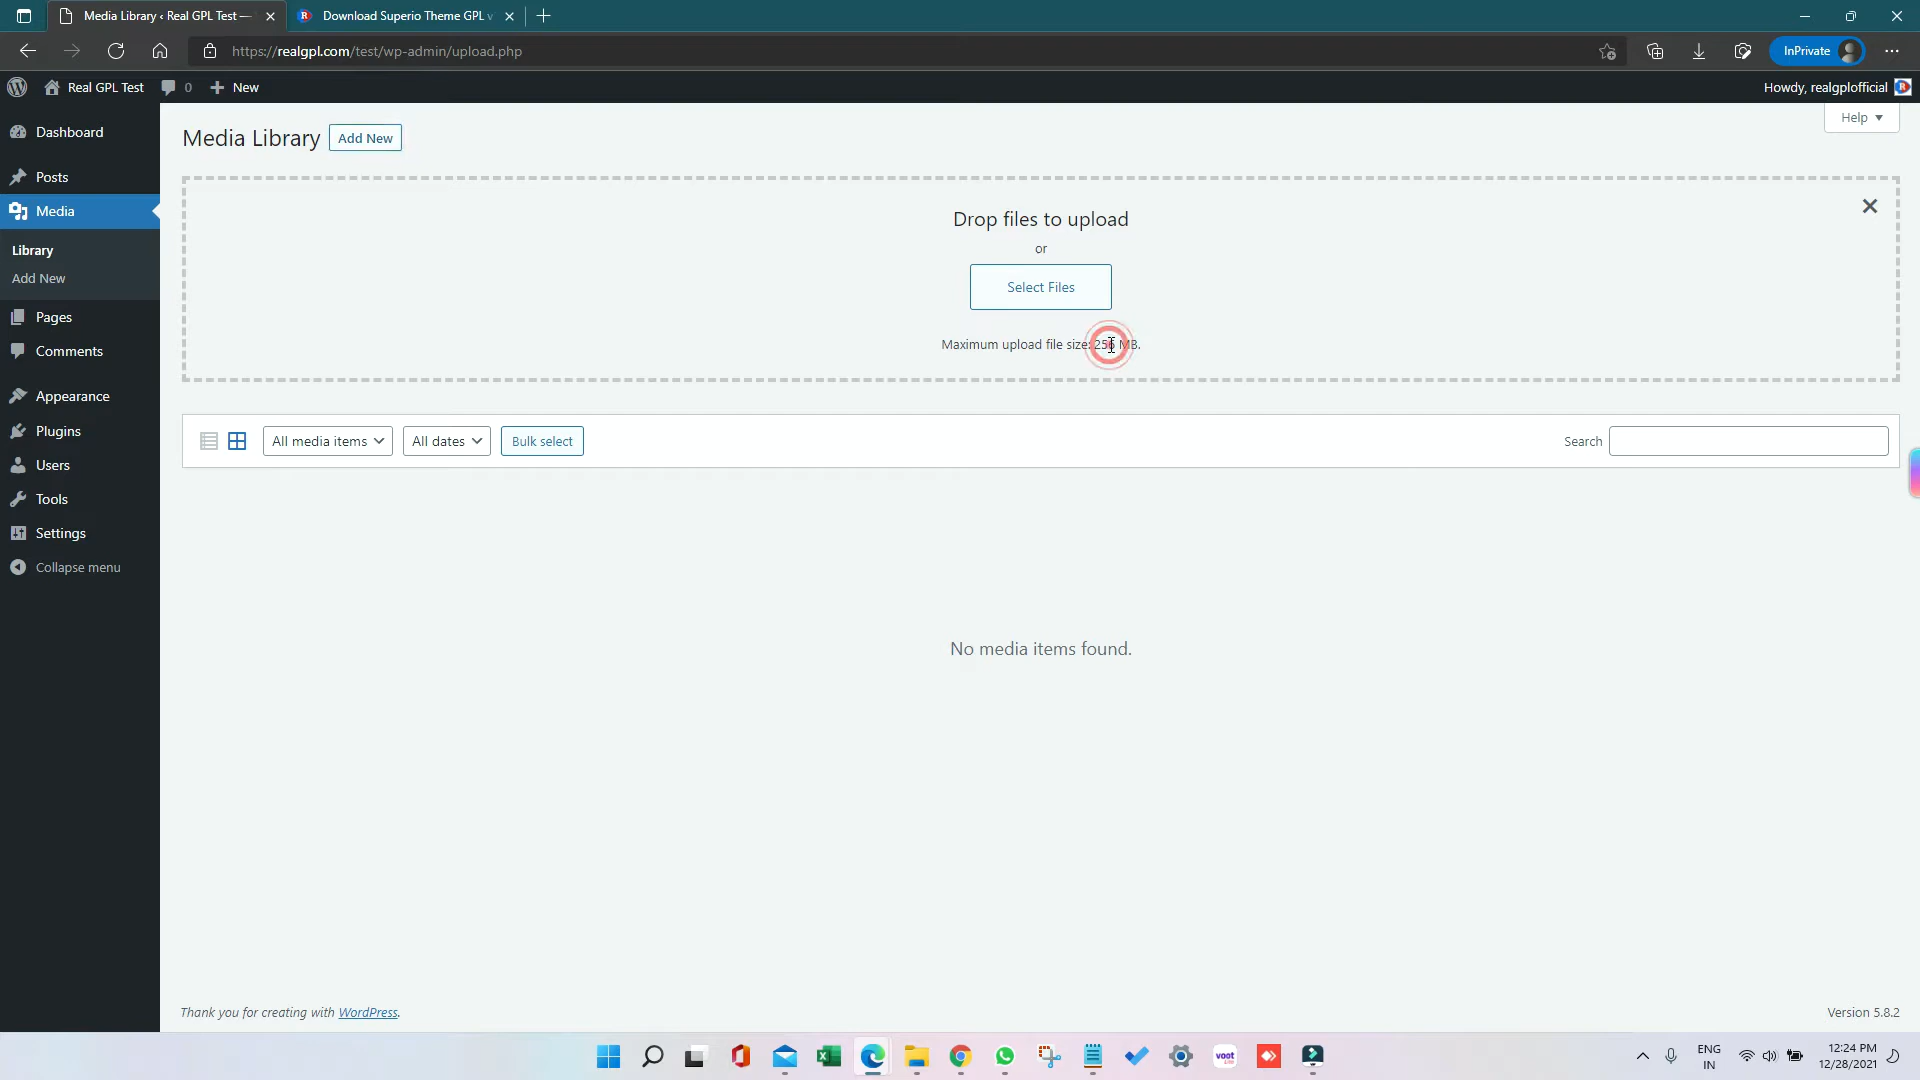 Media Library ‹ Real GPL Test —
Download Superio Theme GPL v
https://realgpl.com/test/wp-admin/upload.php
InPrivate
Real GPL Test
0
New
Howdy, realgplofficial
Dashboard
Posts
Media
Library
Add New
Pages
Comments
Appearance
Plugins
Users
Tools
Settings
Collapse menu
Media Library
Add New
Help
Drop files to upload
or
Select Files
Maximum upload file size: 256 MB.
All media items
All dates
Bulk select
Search
No media items found.
Thank you for creating with WordPress.
Version 5.8.2
voot
ENG
IN
12:24 PM
12/28/2021